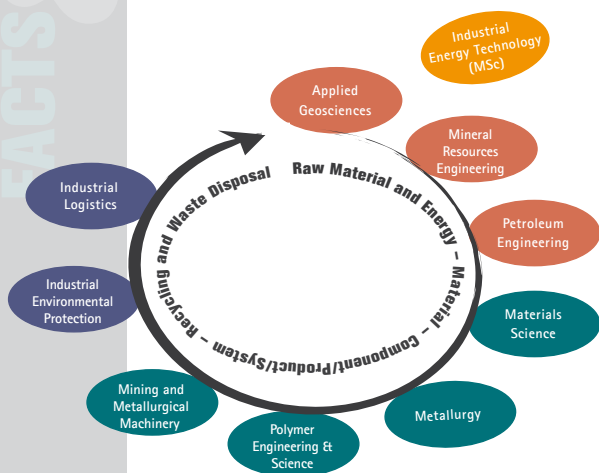 FACTS
Industrial
Energy Technology
(MSc)
Applied
Geosciences
Mineral
Resources
Engineering
Petroleum
Engineering
Materials
Science
Metallurgy
Polymer
Engineering &
Science
Mining and
Metallurgical
Machinery
Industrial
Environmental
Protection
Industrial
Logistics
Raw Material and Energy – Material – Component/Product/System – Recycling and Waste Disposal